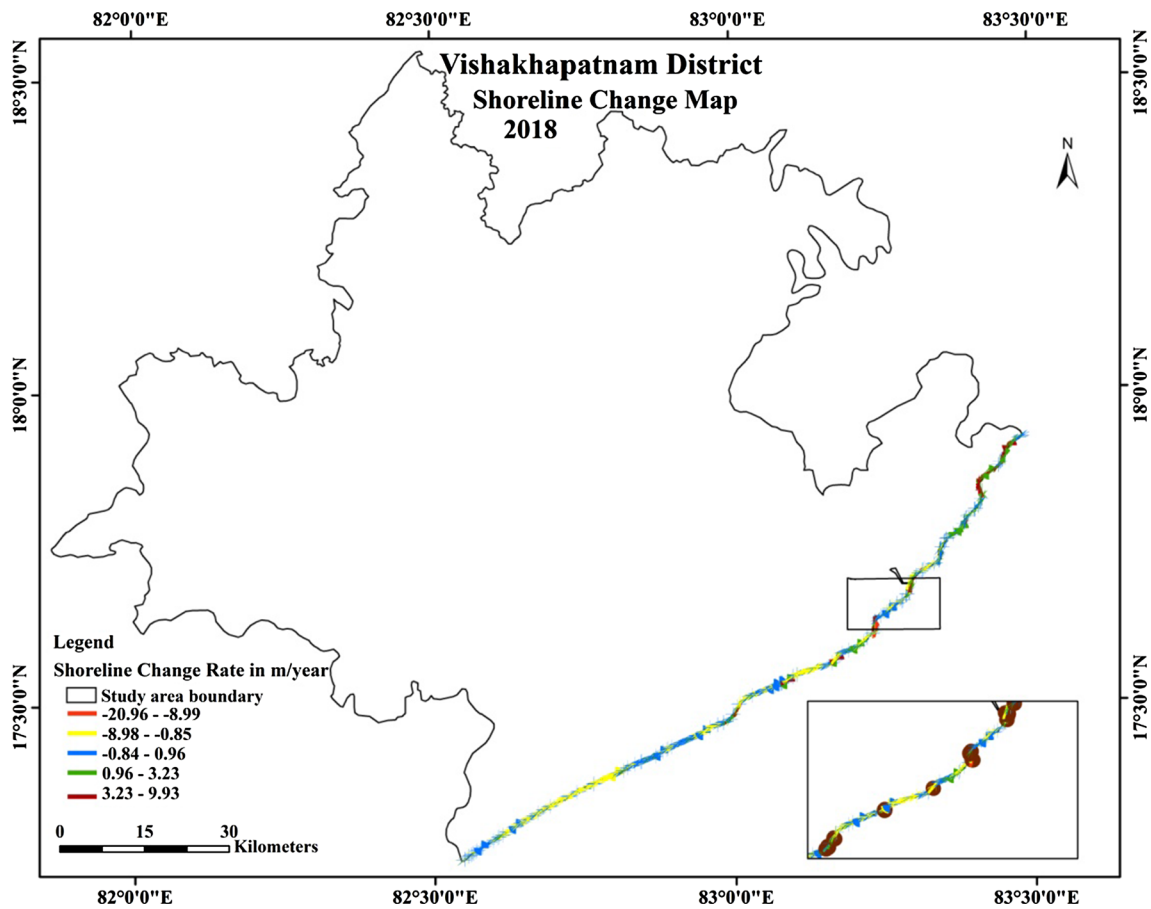 82°0'0"E 82°30'0"E 83°0'0"E 83°30'0"E
Vishakhapatnam District
Shoreline Change Map
2018
N
18°30'0"N 18°30'0"N
18°0'0"N 18°0'0"N
17°30'0"N 17°30'0"N
Legend
Shoreline Change Rate in m/year
Study area boundary
-20.96 - -8.99
-8.98 - -0.85
-0.84 - 0.96
0.96 - 3.23
3.23 - 9.93
0 15 30
Kilometers
82°0'0"E 82°30'0"E 83°0'0"E 83°30'0"E